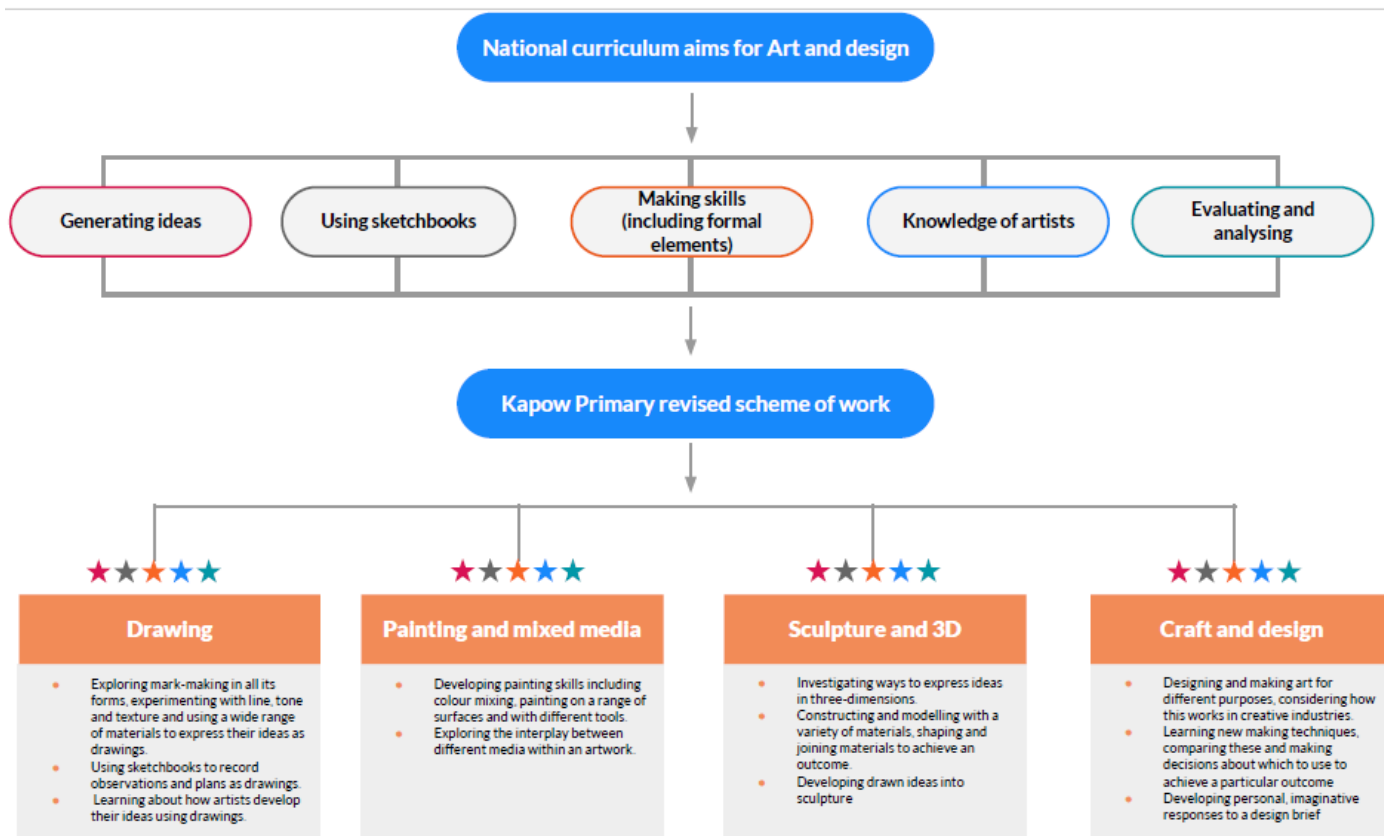 National curriculum aims for Art and design
Generating ideas
Using sketchbooks
Making skills
(including formal
elements)
Knowledge of artists
Evaluating and
analysing
Kapow Primary revised scheme of work
Drawing
Exploring mark-making in all its
forms, experimenting with line, tone
and texture and using a wide range
of materials to express their ideas as
drawings.
Using sketchbooks to record
observations and plans as drawings.
Learning about how artists develop
their ideas using drawings.
Painting and mixed media
Developing painting skills including
colour mixing, painting on a range of
surfaces and with different tools.
Exploring the interplay between
different media within an artwork.
Sculpture and 3D
Investigating ways to express ideas
in three-dimensions.
Constructing and modelling with a
variety of materials, shaping and
joining materials to achieve an
outcome.
Developing drawn ideas into
sculpture
Craft and design
Designing and making art for
different purposes, considering how
this works in creative industries.
Learning new making techniques,
comparing these and making
decisions about which to use to
achieve a particular outcome
Developing personal, imaginative
responses to a design brief